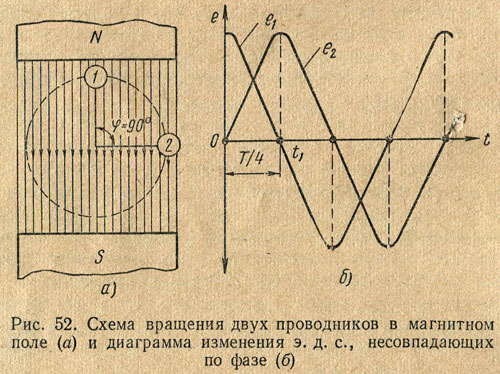 N
1
φ=90°
2
S
а)
e
e₁
e₂
0
t₁
t
T/4
б)
Рис. 52. Схема вращения двух проводников в магнитном
поле (а) и диаграмма изменения э. д. с., несовпадающих
по фазе (б)